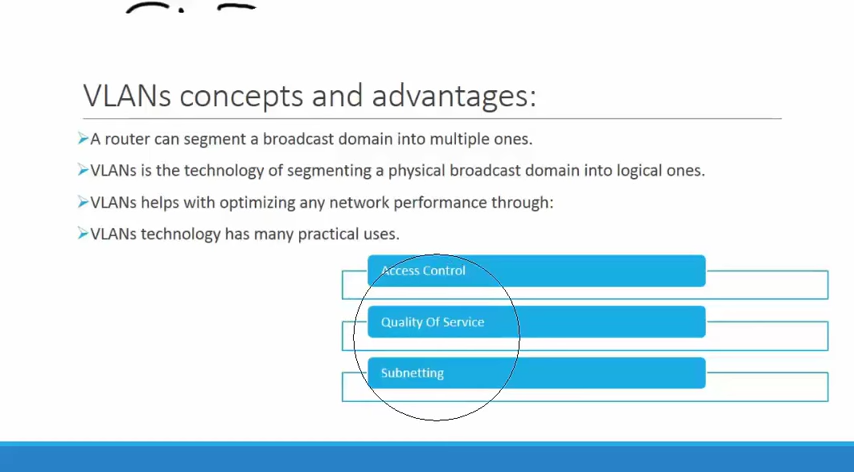 VLANs concepts and advantages:
A router can segment a broadcast domain into multiple ones.
VLANs is the technology of segmenting a physical broadcast domain into logical ones.
VLANs helps with optimizing any network performance through:
VLANs technology has many practical uses.
Access Control
Quality Of Service
Subnetting